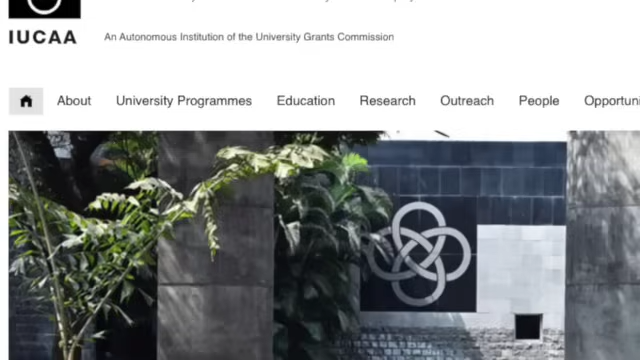 IUCAA
An Autonomous Institution of the University Grants Commission
About University Programmes Education Research Outreach People